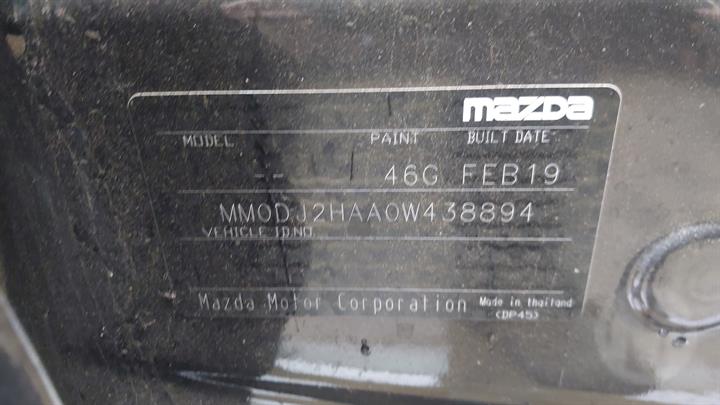 mazda
MODEL PAINT BUILT DATE
-- 46G FEB19
MM0DJ2HAA0W438894
VEHICLE ID.NO.
Mazda Motor Corporation Made in thailand
(DP45)